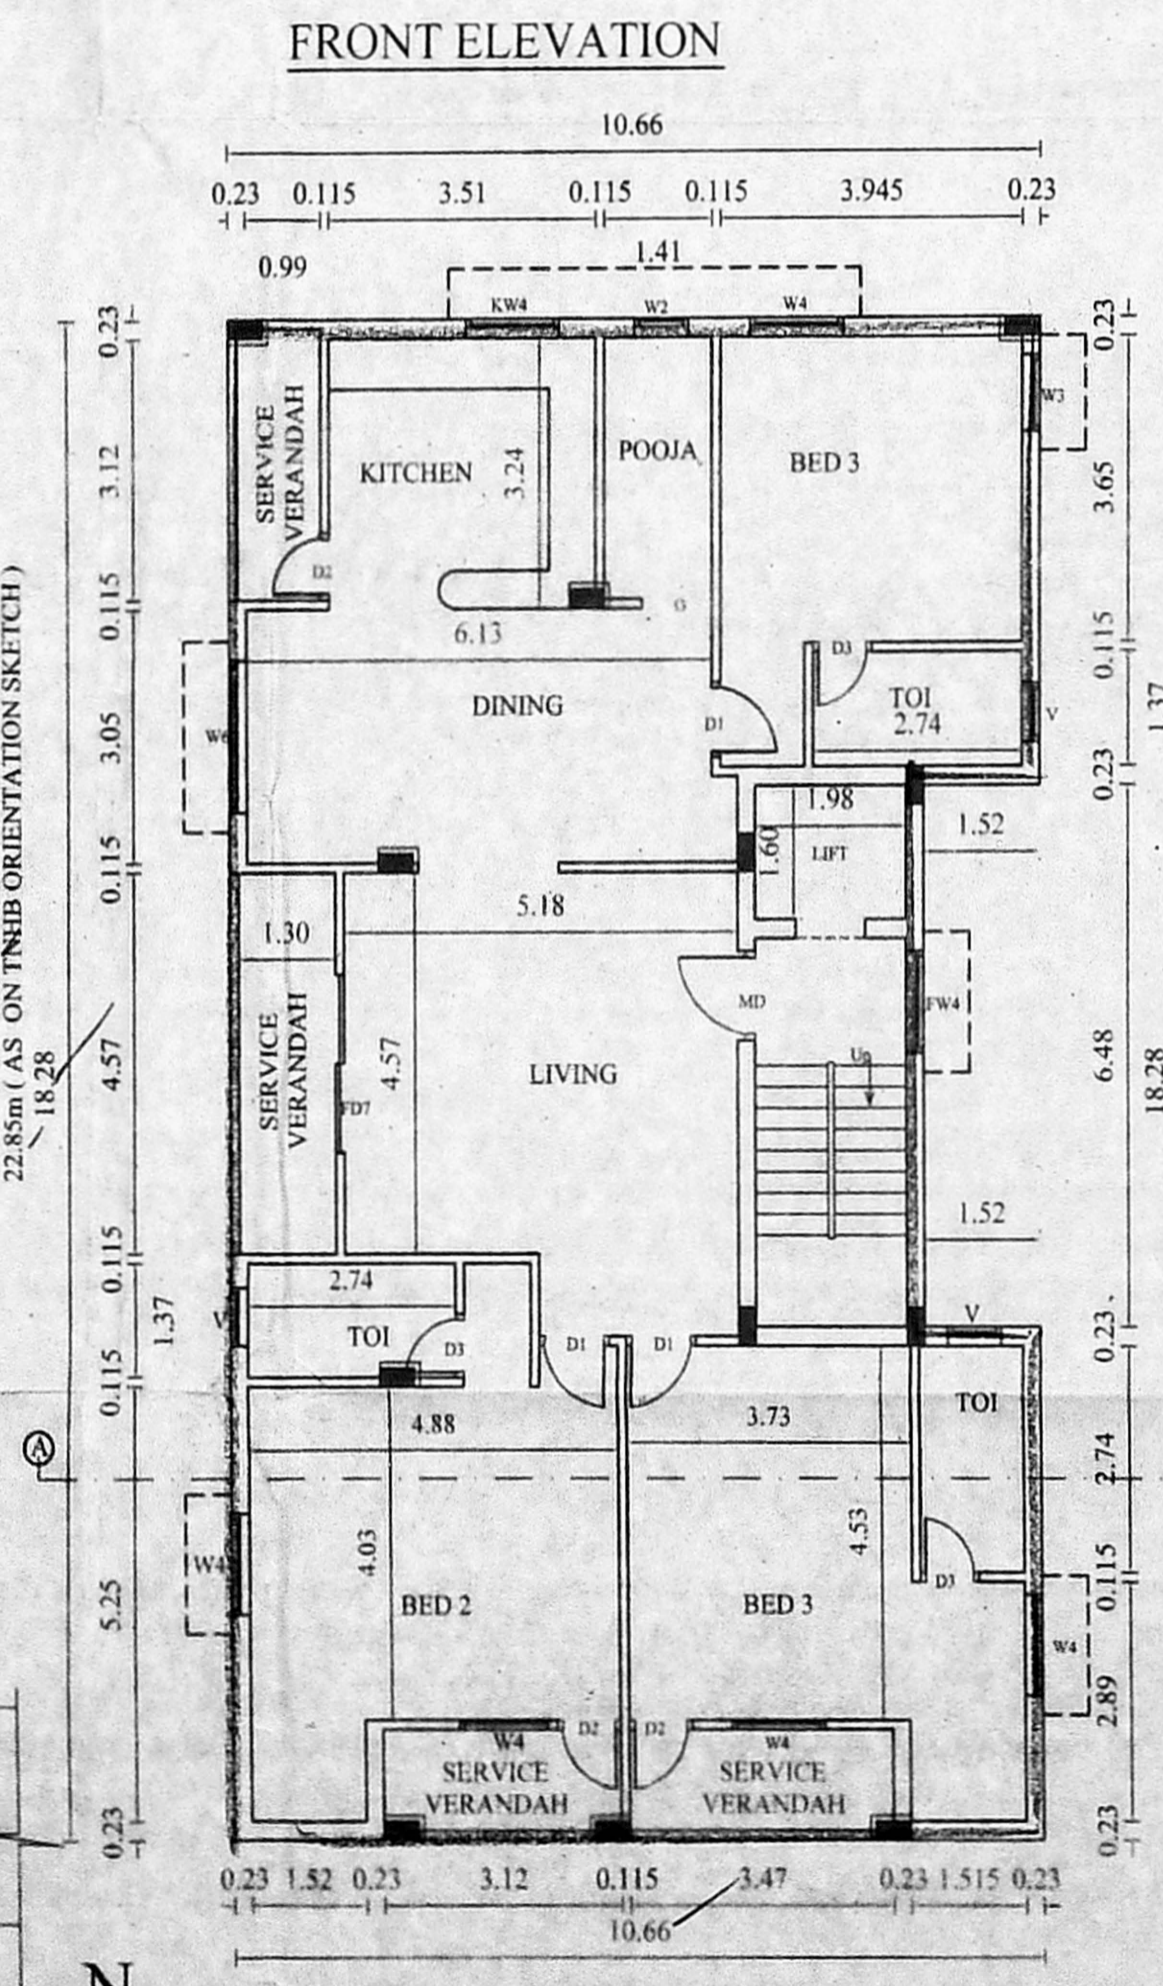 FRONT ELEVATION
10.66
0.23 0.115 3.51 0.115 0.115 3.945 0.23
0.99
1.41
KW4 W2 W4
0.23
0.23
W3
SERVICE
VERANDAH
KITCHEN
3.24
POOJA
BED 3
3.12
3.65
D2
G
0.115
6.13
D3
0.115
DINING
D1
TOI
2.74
V
1.37
W6
3.05
0.23
1.98
1.60
LIFT
1.52
0.115
5.18
1.30
MD
FW4
22.85m ( AS ON TNHB ORIENTATION SKETCH )
18.28
4.57
SERVICE
VERANDAH
4.57
FD7
LIVING
Up
6.48
18.28
1.52
0.115
2.74
1.37
V
TOI
D3
D1
D1
V
0.23
0.115
4.88
3.73
TOI
A
2.74
W4
4.03
4.53
D3
0.115
5.25
BED 2
BED 3
W4
2.89
D2
D2
W4
SERVICE
VERANDAH
W4
SERVICE
VERANDAH
0.23
0.23
0.23 1.52 0.23 3.12 0.115 3.47 0.23 1.515 0.23
10.66
N